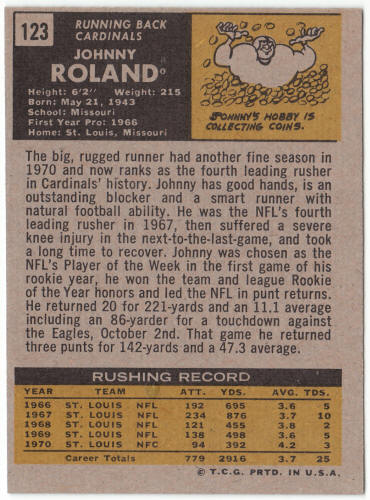 123
RUNNING BACK
CARDINALS
JOHNNY
ROLAND
Height: 6'2" Weight: 215
Born: May 21, 1943
School: Missouri
First Year Pro: 1966
Home: St. Louis, Missouri
JOHNNY'S HOBBY IS
COLLECTING COINS.
The big, rugged runner had another fine season in
1970 and now ranks as the fourth leading rusher
in Cardinals' history. Johnny has good hands, is an
outstanding blocker and a smart runner with
natural football ability. He was the NFL's fourth
leading rusher in 1967, then suffered a severe
knee injury in the next-to-the-last-game, and took
a long time to recover. Johnny was chosen as the
NFL's Player of the Week in the first game of his
rookie year, he won the team and league Rookie
of the Year honors and led the NFL in punt returns.
He returned 20 for 221-yards and an 11.1 average
including an 86-yarder for a touchdown against
the Eagles, October 2nd. That game he returned
three punts for 142-yards and a 47.3 average.
RUSHING RECORD
YEAR TEAM ATT. YDS. AVG. TDS.
1966 ST. LOUIS NFL 192 695 3.6 5
1967 ST. LOUIS NFL 234 876 3.7 10
1968 ST. LOUIS NFL 121 455 3.8 2
1969 ST. LOUIS NFL 138 498 3.6 5
1970 ST. LOUIS NFC 94 392 4.2 3
Career Totals 779 2916 3.7 25
© T.C.G. PRTD. IN U.S.A.